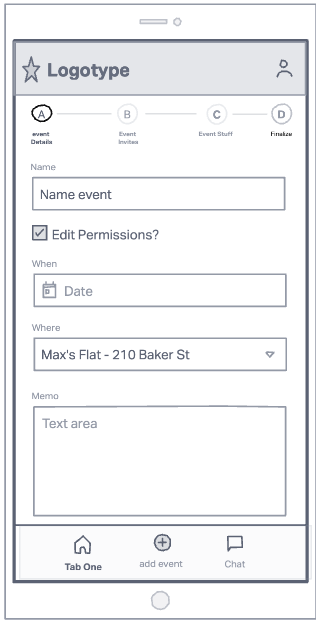 Logotype
A B C D
event Event Event Stuff Finalize
Details Invites
Name
Name event
Edit Permissions?
When
Date
Where
Max's Flat - 210 Baker St
Memo
Text area
Tab One add event Chat